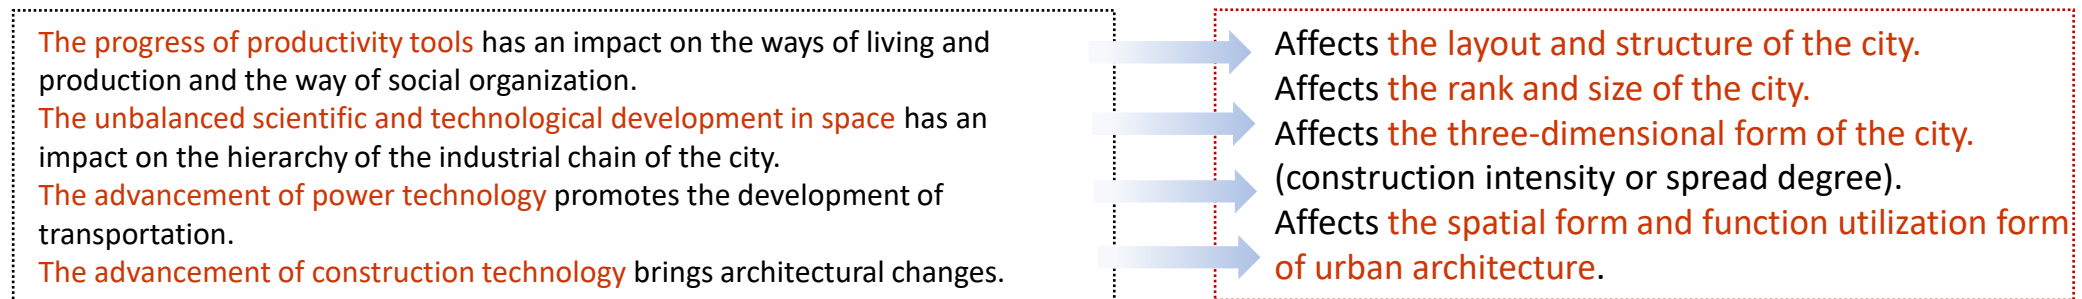 The progress of productivity tools has an impact on the ways of living and
production and the way of social organization.
The unbalanced scientific and technological development in space has an
impact on the hierarchy of the industrial chain of the city.
The advancement of power technology promotes the development of
transportation.
The advancement of construction technology brings architectural changes.
Affects the layout and structure of the city.
Affects the rank and size of the city.
Affects the three-dimensional form of the city.
(construction intensity or spread degree).
Affects the spatial form and function utilization form
of urban architecture.